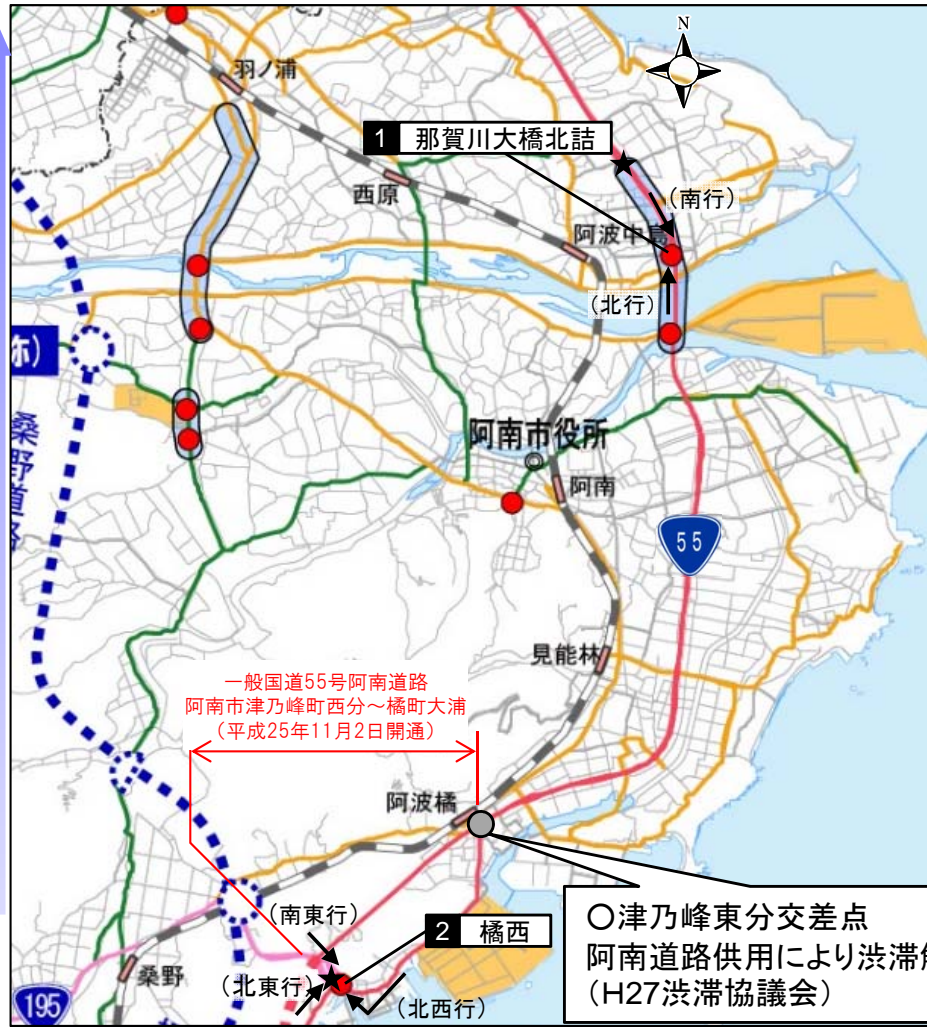 N
羽ノ浦
1 那賀川大橋北詰
西原
(南行)
阿波中島
(北行)
桑野道路
阿南市役所
阿南
55
見能林
一般国道55号阿南道路
阿南市津乃峰町西分～橘町大浦
(平成25年11月2日開通)
阿波橘
(南東行)
2 橘西
(北東行)
(北西行)
桑野
195
○津乃峰東分交差点
阿南道路供用により渋滞
(H27渋滞協議会)